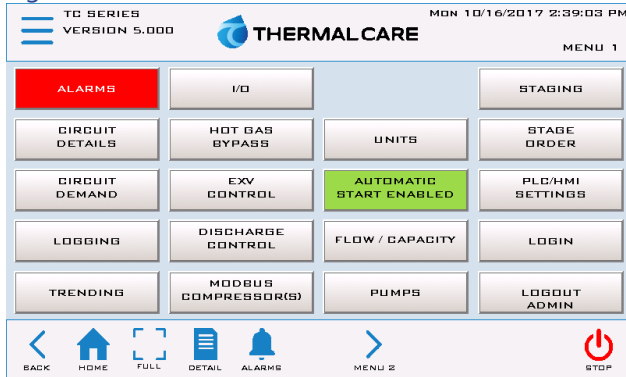 TC SERIES
VERSION 5.000
THERMALCARE
MON 10/16/2017 2:39:03 PM
MENU 1
ALARMS
I/O
STAGING
CIRCUIT
DETAILS
HOT GAS
BYPASS
UNITS
STAGE
ORDER
CIRCUIT
DEMAND
EXV
CONTROL
AUTOMATIC
START ENABLED
PLC/HMI
SETTINGS
LOGGING
DISCHARGE
CONTROL
FLOW / CAPACITY
LOGIN
TRENDING
MODBUS
COMPRESSOR(S)
PUMPS
LOGOUT
ADMIN
BACK
HOME
FULL
DETAIL
ALARMS
MENU 2
STOP